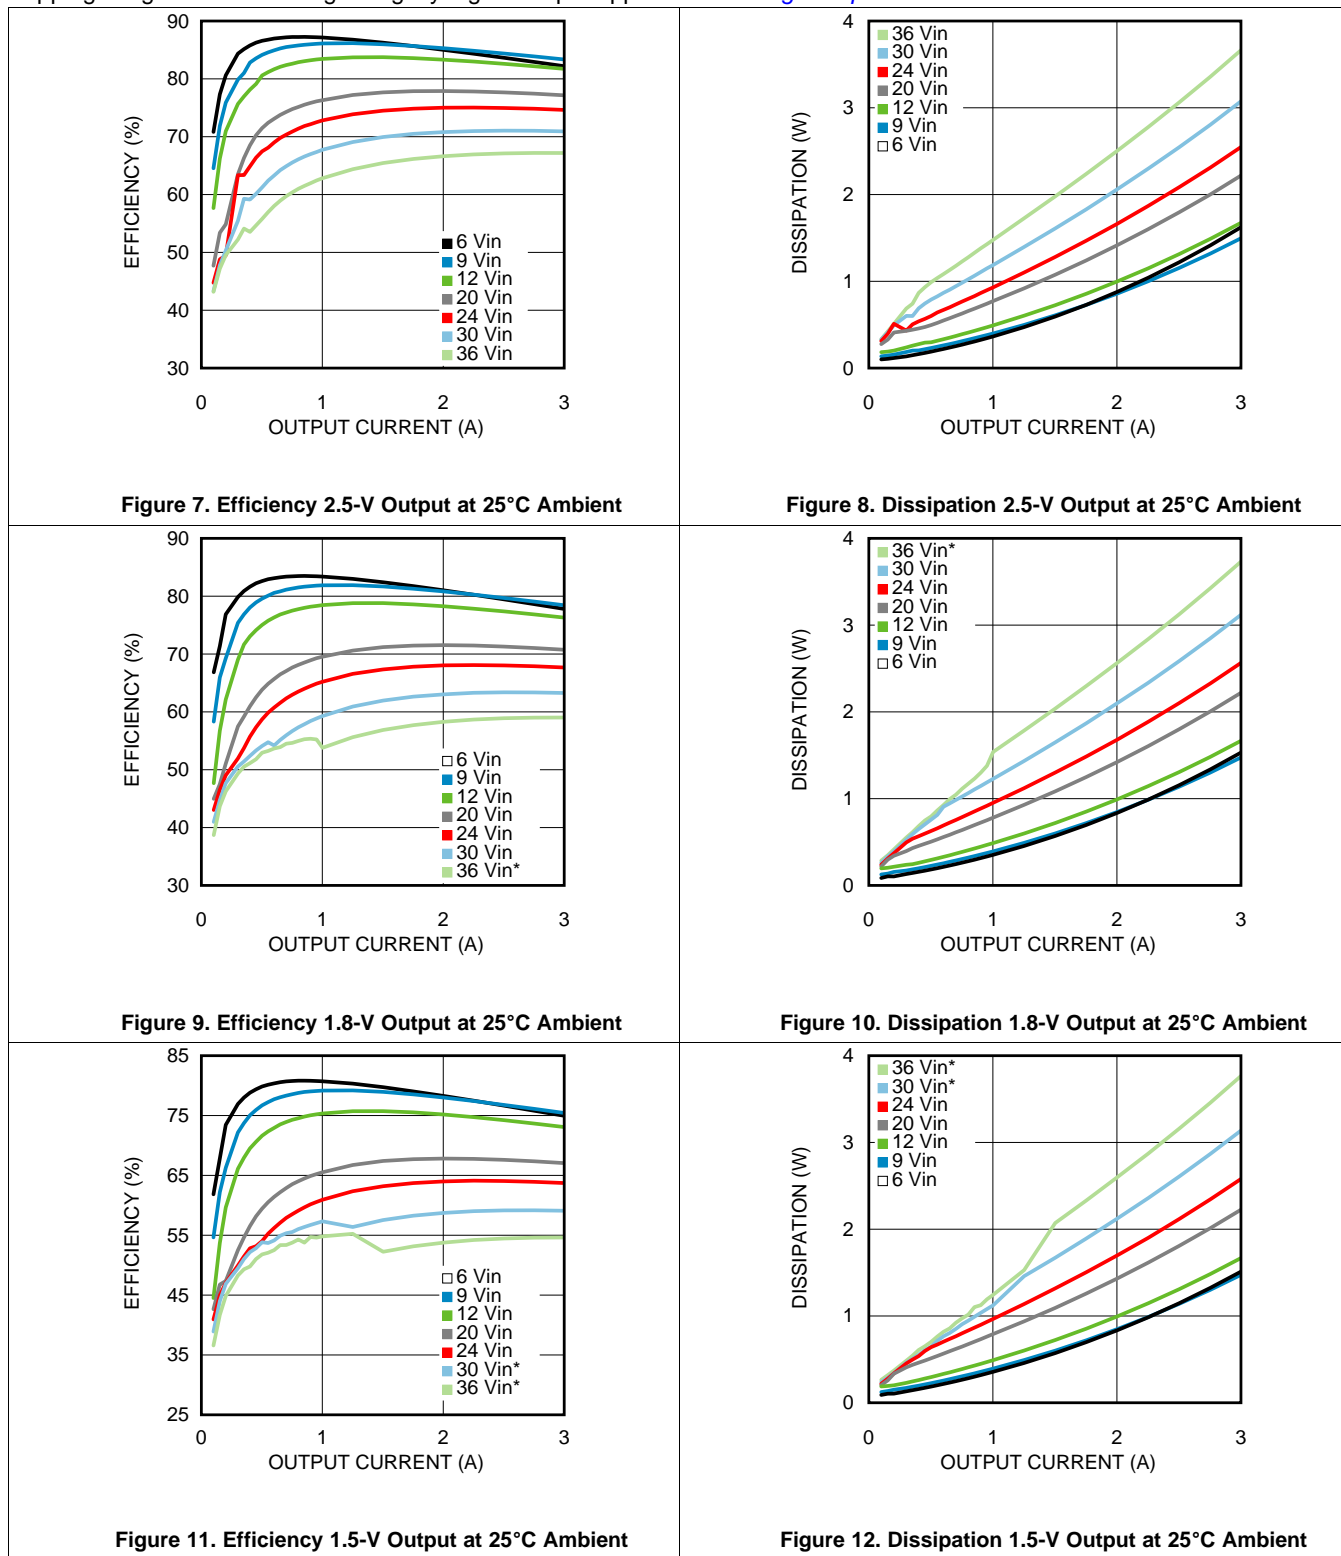 90
80
70
60
50
40
30
EFFICIENCY (%)
6 Vin
9 Vin
12 Vin
20 Vin
24 Vin
30 Vin
36 Vin
0 1 2 3
OUTPUT CURRENT (A)
Figure 7. Efficiency 2.5-V Output at 25°C Ambient
4
3
2
1
0
DISSIPATION (W)
36 Vin
30 Vin
24 Vin
20 Vin
12 Vin
9 Vin
6 Vin
0 1 2 3
OUTPUT CURRENT (A)
Figure 8. Dissipation 2.5-V Output at 25°C Ambient
90
80
70
60
50
40
30
EFFICIENCY (%)
6 Vin
9 Vin
12 Vin
20 Vin
24 Vin
30 Vin
36 Vin*
0 1 2 3
OUTPUT CURRENT (A)
Figure 9. Efficiency 1.8-V Output at 25°C Ambient
4
3
2
1
0
DISSIPATION (W)
36 Vin*
30 Vin
24 Vin
20 Vin
12 Vin
9 Vin
6 Vin
0 1 2 3
OUTPUT CURRENT (A)
Figure 10. Dissipation 1.8-V Output at 25°C Ambient
85
75
65
55
45
35
25
EFFICIENCY (%)
6 Vin
9 Vin
12 Vin
20 Vin
24 Vin
30 Vin*
36 Vin*
0 1 2 3
OUTPUT CURRENT (A)
Figure 11. Efficiency 1.5-V Output at 25°C Ambient
4
3
2
1
0
DISSIPATION (W)
36 Vin*
30 Vin*
24 Vin
20 Vin
12 Vin
9 Vin
6 Vin
0 1 2 3
OUTPUT CURRENT (A)
Figure 12. Dissipation 1.5-V Output at 25°C Ambient